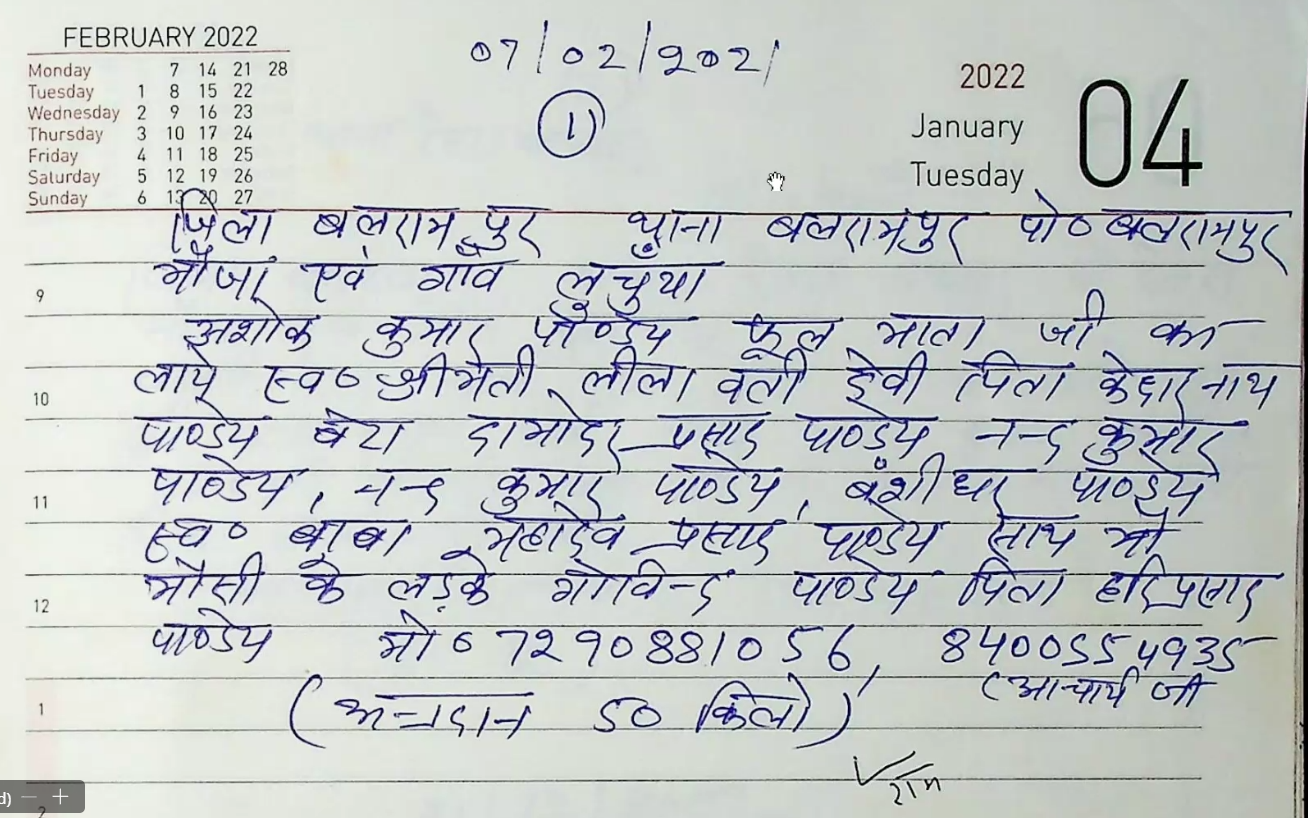 FEBRUARY 2022
Monday 7 14 21 28
Tuesday 1 8 15 22
Wednesday 2 9 16 23
Thursday 3 10 17 24
Friday 4 11 18 25
Saturday 5 12 19 26
Sunday 6 13 20 27
07/02/2021
1
2022
January
Tuesday
04
जिला बलरामपुर थाना बलरामपुर पो० बलरामपुर
मौजा एवं गाँव लुचुया
9
अशोक कुमार पाण्डेय फूल माता जी का
लाये स्व० श्रीमती लीला वती देवी पिता केदार नाथ
10
पाण्डेय बेटा दामोदर प्रसाद पाण्डेय नन्द कुमार
पाण्डेय, नन्द कुमार पाण्डेय, बंशीधर पाण्डेय
11
स्व० बाबा महादेव प्रसाद पाण्डेय साथ में
मौसी के लड़के गोविन्द पाण्डेय पिता हरिप्रसाद
12
पाण्डेय मो० 7290881056, 8400554935
(आचार्य जी
1
(अन्नदान 50 किलो)
2